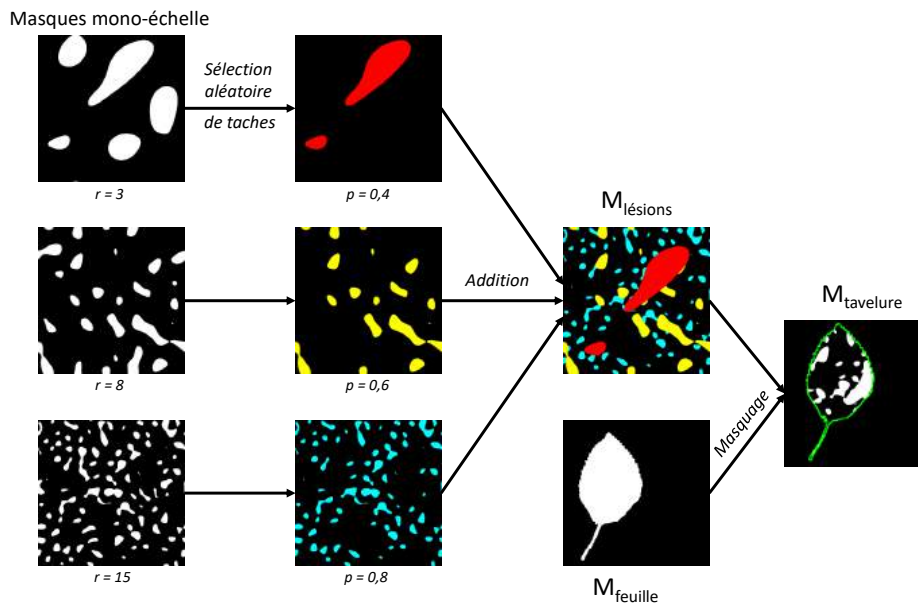 Masques mono-échelle
Sélection
aléatoire
de taches
r = 3
p = 0,4
M lésions
Addition
M tavelure
r = 8
p = 0,6
Masquage
r = 15
p = 0,8
M feuille